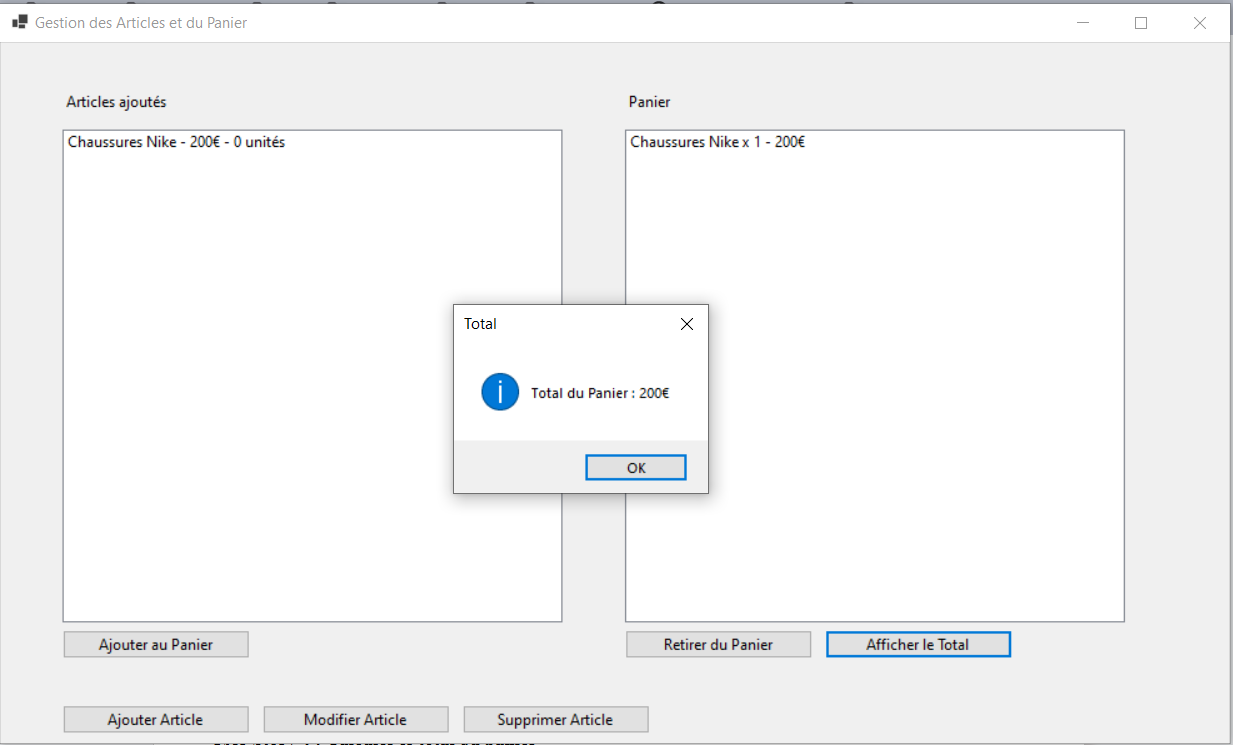 Gestion des Articles et du Panier
Articles ajoutés
Panier
Chaussures Nike - 200€ - 0 unités
Chaussures Nike x 1 - 200€
Total
Total du Panier : 200€
OK
Ajouter au Panier
Retirer du Panier
Afficher le Total
Ajouter Article
Modifier Article
Supprimer Article